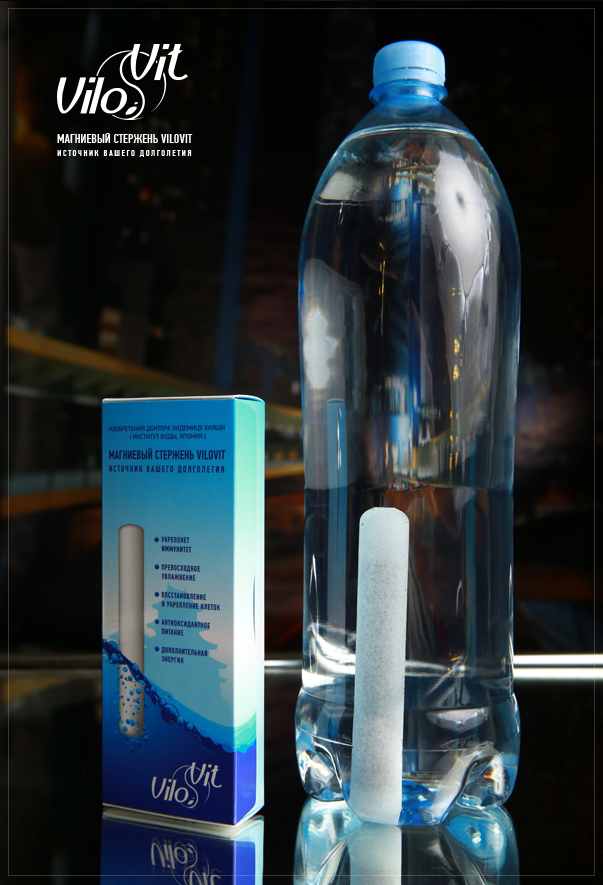 Vilo Vit
МАГНИЕВЫЙ СТЕРЖЕНЬ VILOVIT
ИСТОЧНИК ВАШЕГО ДОЛГОЛЕТИЯ
ИЗОБРЕТЕНИЯ ДОКТОРА ХИДЕМИЦУ ХАЯШИ
( ИНСТИТУТ ВОДЫ, ЯПОНИЯ )
МАГНИЕВЫЙ СТЕРЖЕНЬ VILOVIT
ИСТОЧНИК ВАШЕГО ДОЛГОЛЕТИЯ
УКРЕПЛЯЕТ
ИММУНИТЕТ
ПРЕВОСХОДНОЕ
УВЛАЖНЕНИЕ
ВОССТАНОВЛЕНИЕ
И УКРЕПЛЕНИЕ КЛЕТОК
АНТИОКСИДАНТНОЕ
ПИТАНИЕ
ДОПОЛНИТЕЛЬНАЯ
ЭНЕРГИЯ
Vilo Vit